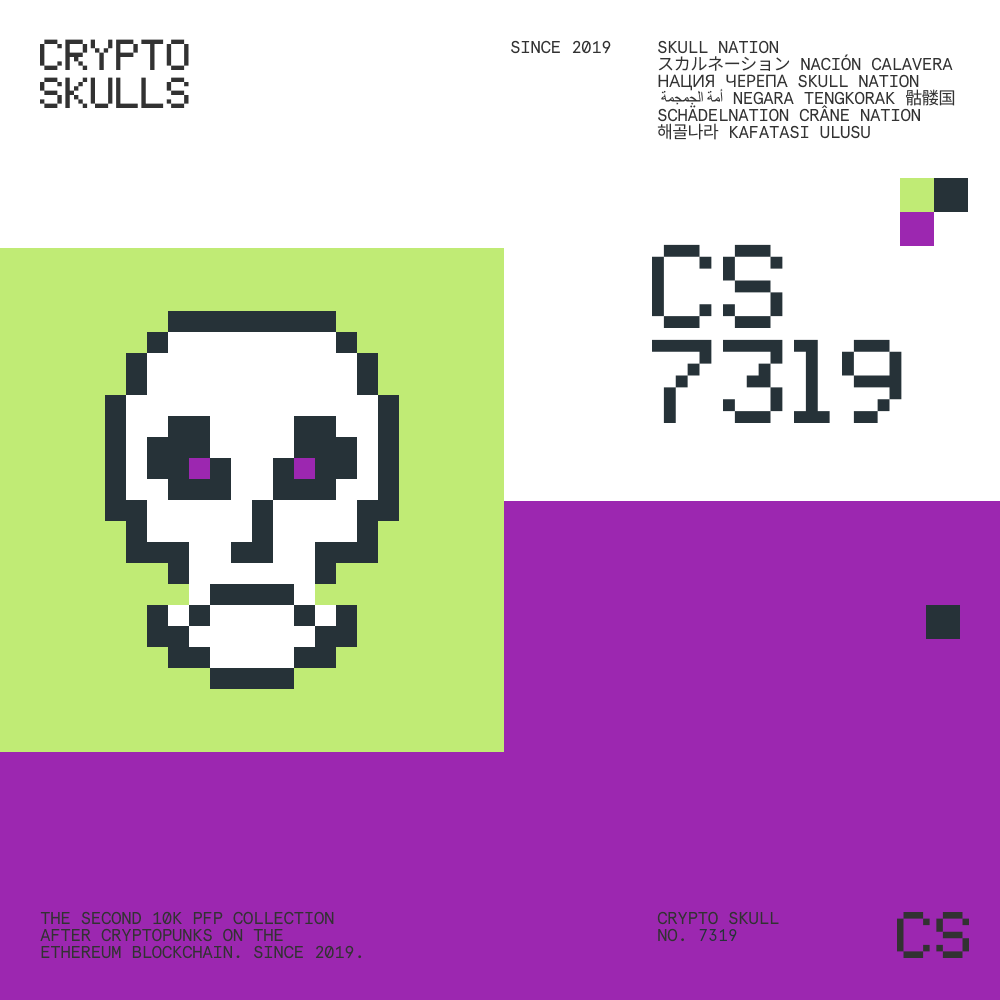 CRYPTO
SKULLS
SINCE 2019
SKULL NATION
スカルネーション NACIÓN CALAVERA
НАЦИЯ ЧЕРЕПА SKULL NATION
أمة الجمجمة NEGARA TENGKORAK 骷髅国
SCHÄDELNATION CRÂNE NATION
해골나라 KAFATASI ULUSU
CS
7319
THE SECOND 10K PFP COLLECTION
AFTER CRYPTOPUNKS ON THE
ETHEREUM BLOCKCHAIN. SINCE 2019.
CRYPTO SKULL
NO. 7319
CS